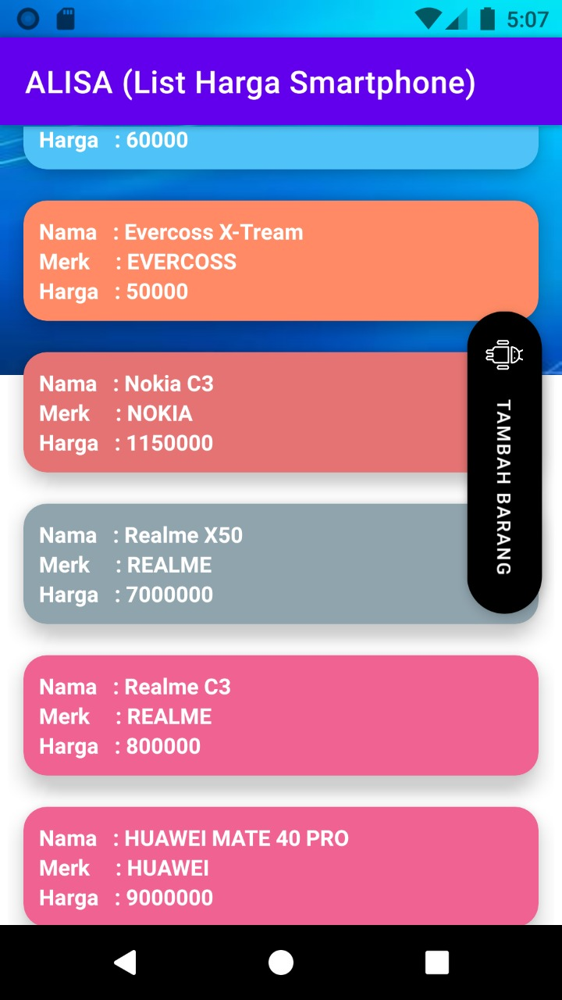 5:07
ALISA (List Harga Smartphone)
Harga : 60000
Nama : Evercoss X-Tream
Merk : EVERCOSS
Harga : 50000
Nama : Nokia C3
Merk : NOKIA
Harga : 1150000
TAMBAH BARANG
Nama : Realme X50
Merk : REALME
Harga : 7000000
Nama : Realme C3
Merk : REALME
Harga : 800000
Nama : HUAWEI MATE 40 PRO
Merk : HUAWEI
Harga : 9000000